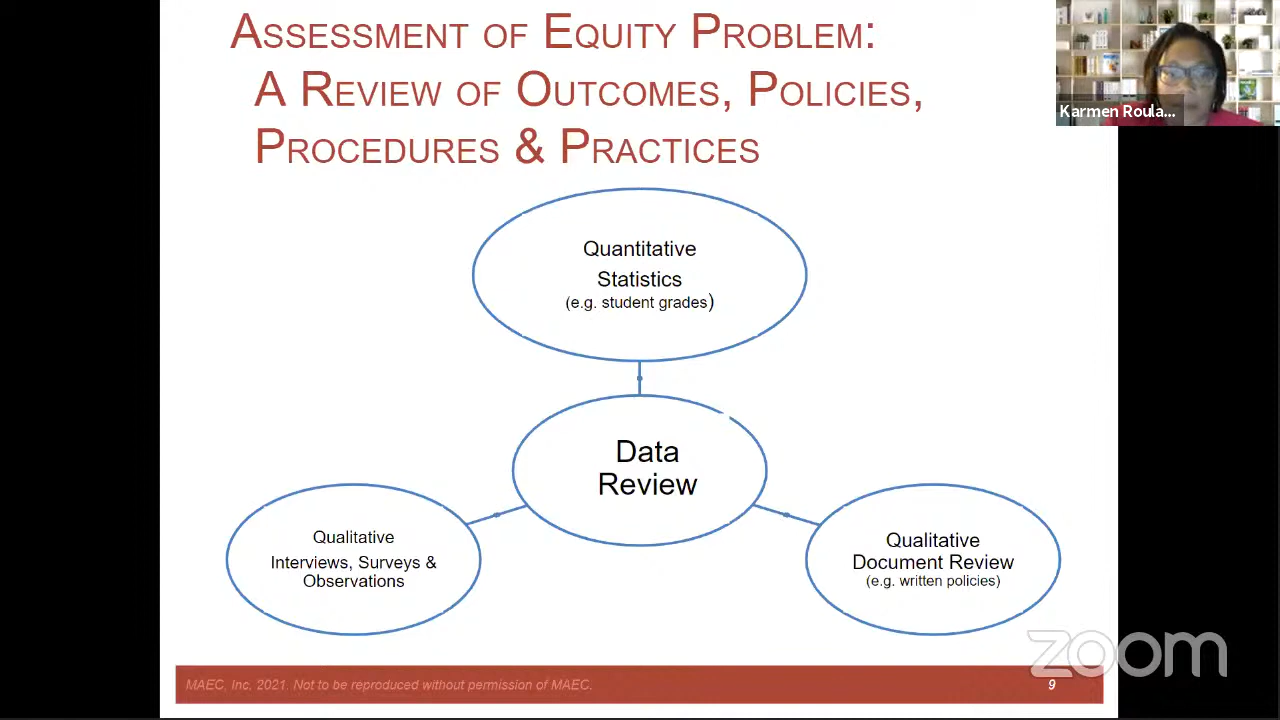 ASSESSMENT OF EQUITY PROBLEM:
A REVIEW OF OUTCOMES, POLICIES,
PROCEDURES & PRACTICES
Karmen Roula...
Quantitative
Statistics
(e.g. student grades)
Data
Review
Qualitative
Interviews, Surveys &
Observations
Qualitative
Document Review
(e.g. written policies)
zoom
MAEC, Inc. 2021. Not to be reproduced without permission of MAEC.
9